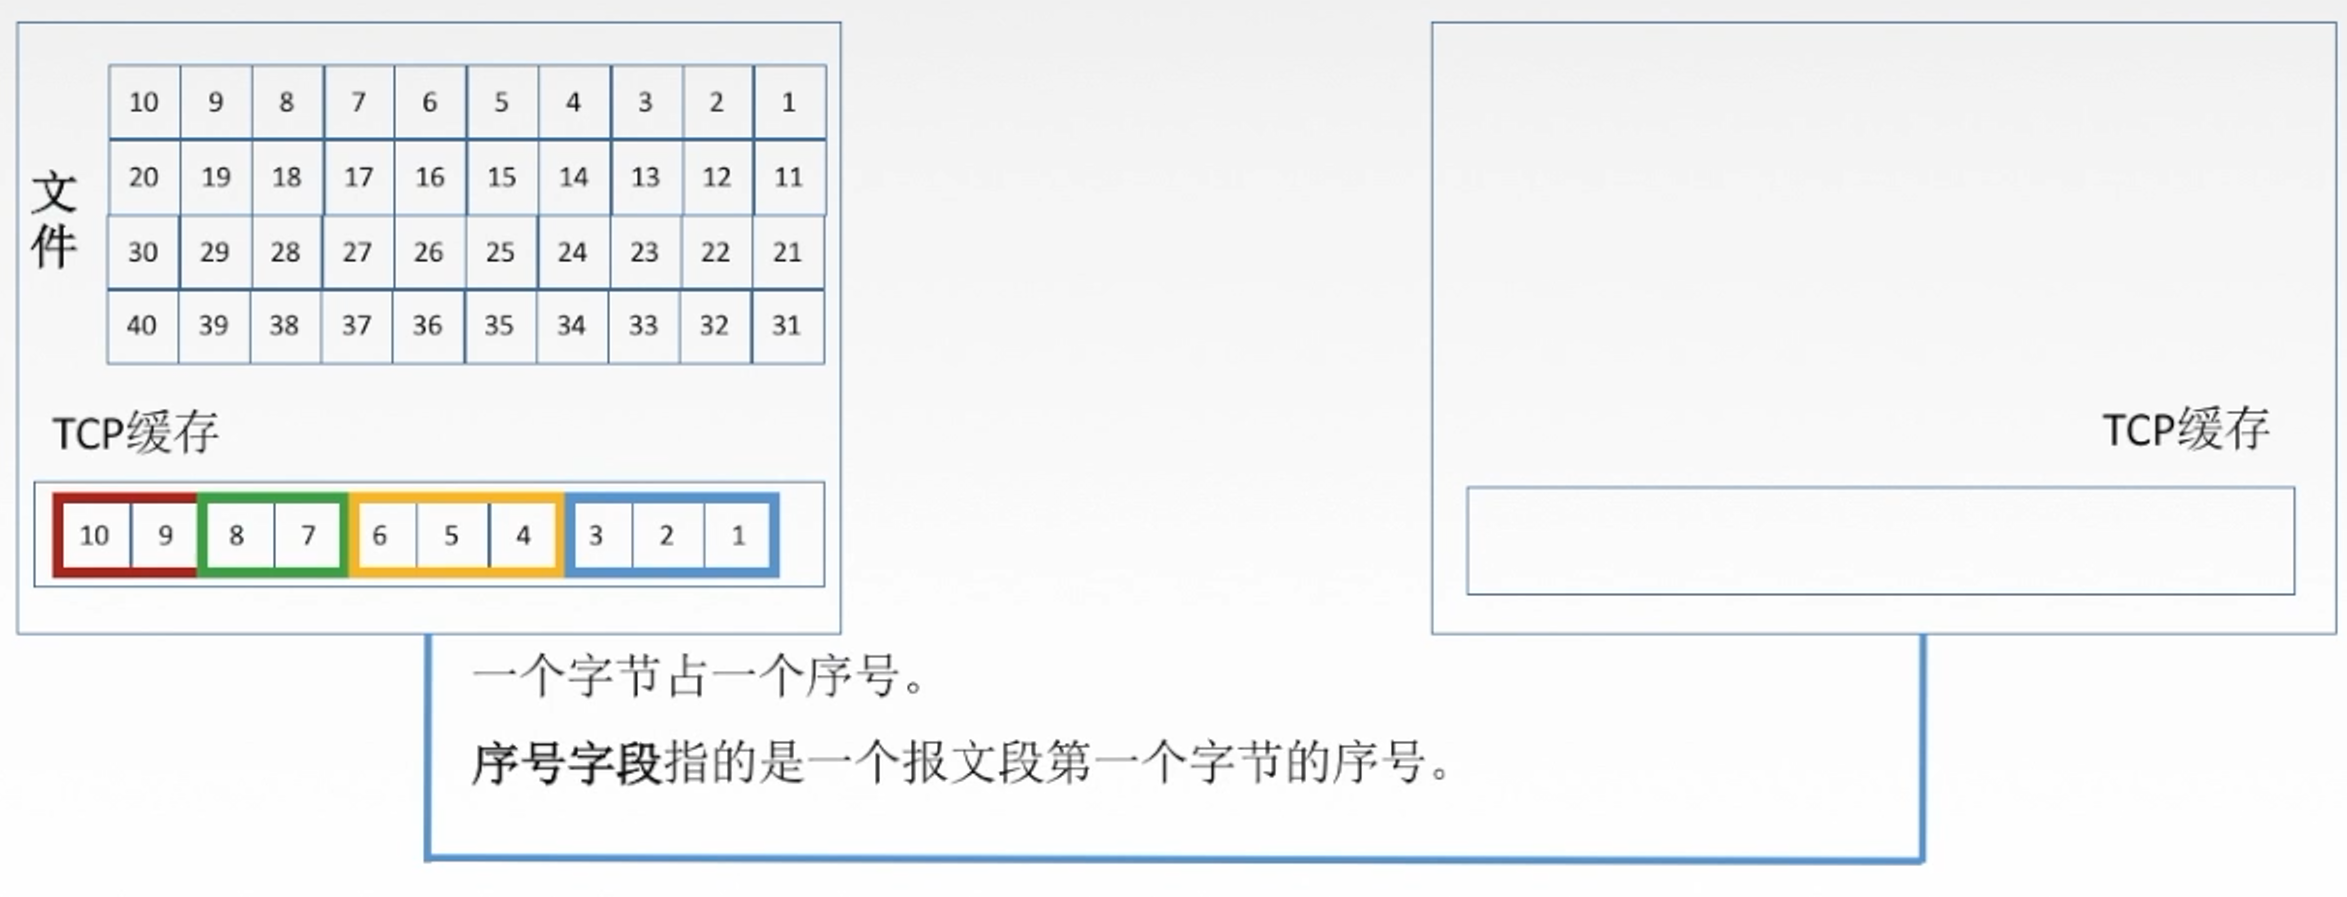 10 9 8 7 6 5 4 3 2 1
20 19 18 17 16 15 14 13 12 11
30 29 28 27 26 25 24 23 22 21
40 39 38 37 36 35 34 33 32 31
文件
TCP缓存
10 9 8 7 6 5 4 3 2 1
TCP缓存
一个字节占一个序号。
序号字段指的是一个报文段第一个字节的序号。